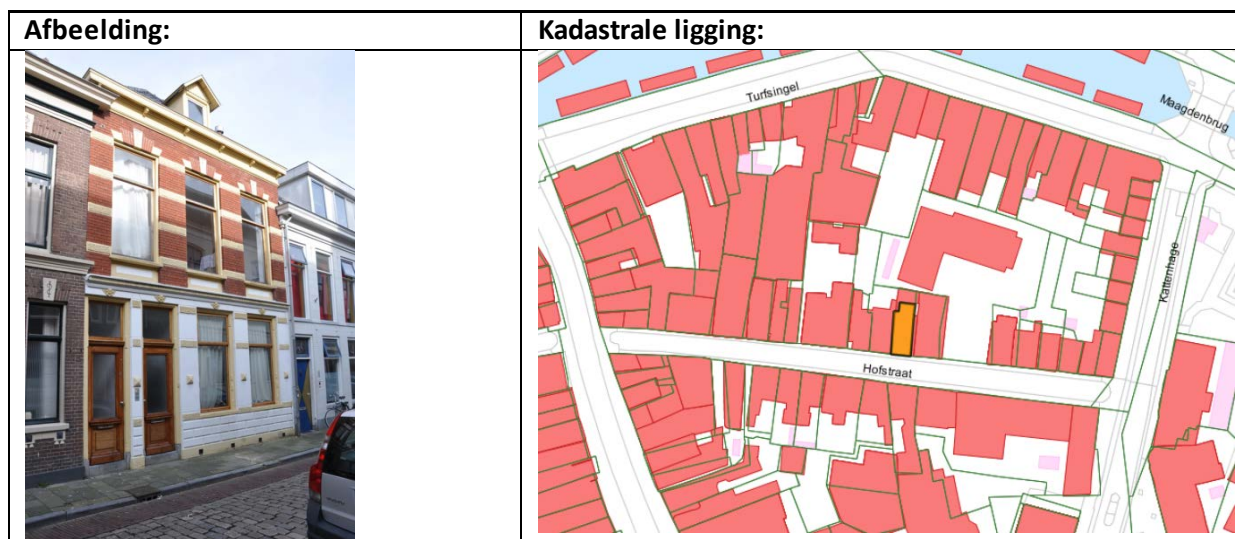 Afbeelding:
Kadastrale ligging:
Turfsingel
Maagdenbrug
Kattenhage
Hofstraat